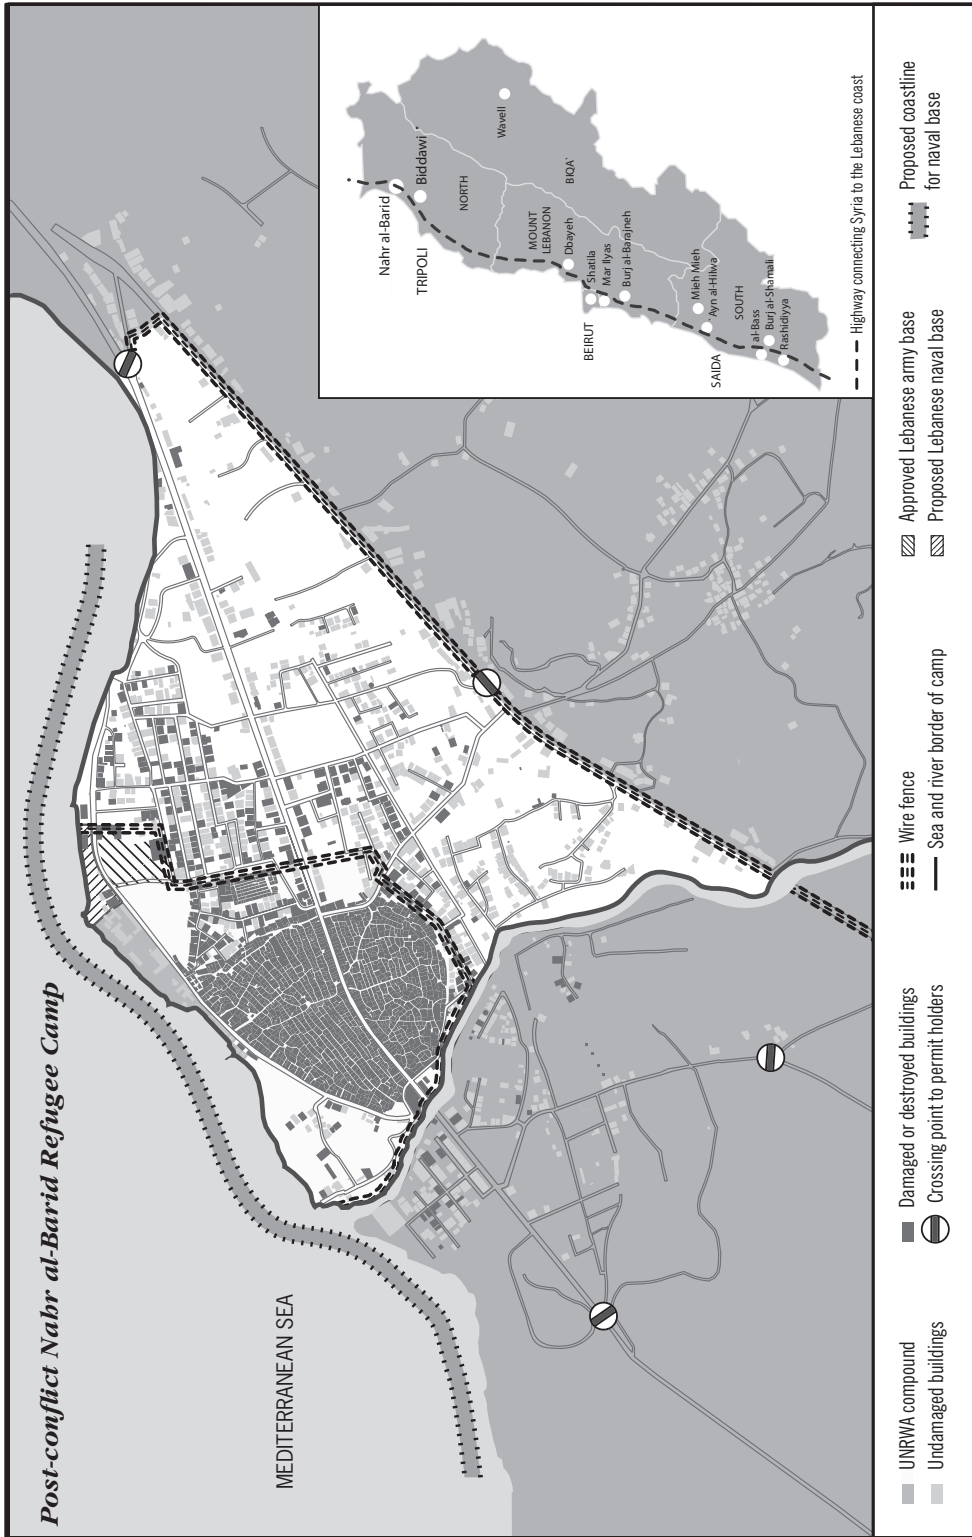 Post-conflict Nahr al-Barid Refugee Camp
MEDITERRANEAN SEA
Nahr al-Barid
Biddawi
TRIPOLI
NORTH
Wavell
BIQA`
MOUNT
LEBANON
Dbayeh
BEIRUT
Shatila
Mar Ilyas
Burj al-Barajneh
Mieh Mieh
`Ayn al-Hilwa
SAIDA
SOUTH
al-Bass
Burj al-Shamali
Rashidiyya
Highway connecting Syria to the Lebanese coast
UNRWA compound
Undamaged buildings
Damaged or destroyed buildings
Crossing point to permit holders
Wire fence
Sea and river border of camp
Approved Lebanese army base
Proposed Lebanese naval base
Proposed coastline
for naval base